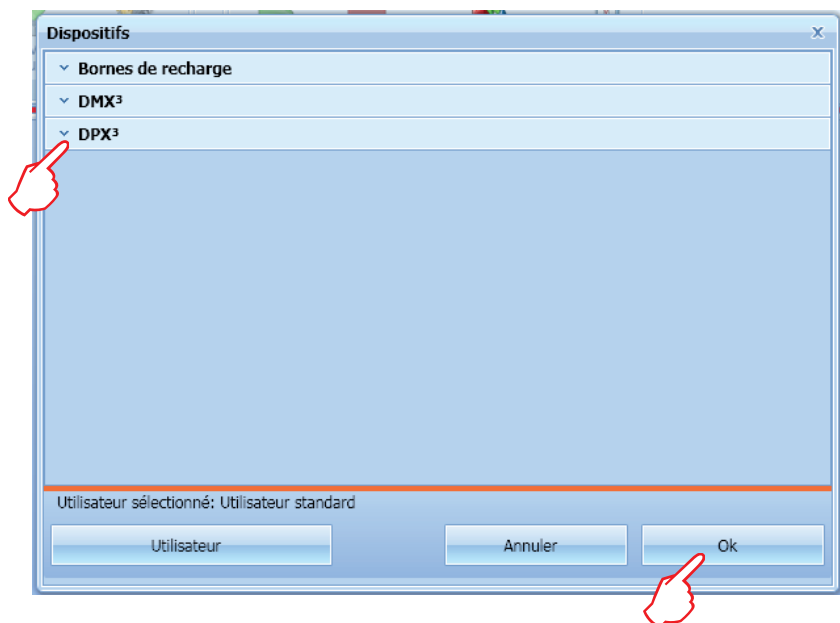 Dispositifs
Bornes de recharge
DMX³
DPX³
Utilisateur sélectionné: Utilisateur standard
Utilisateur Annuler Ok